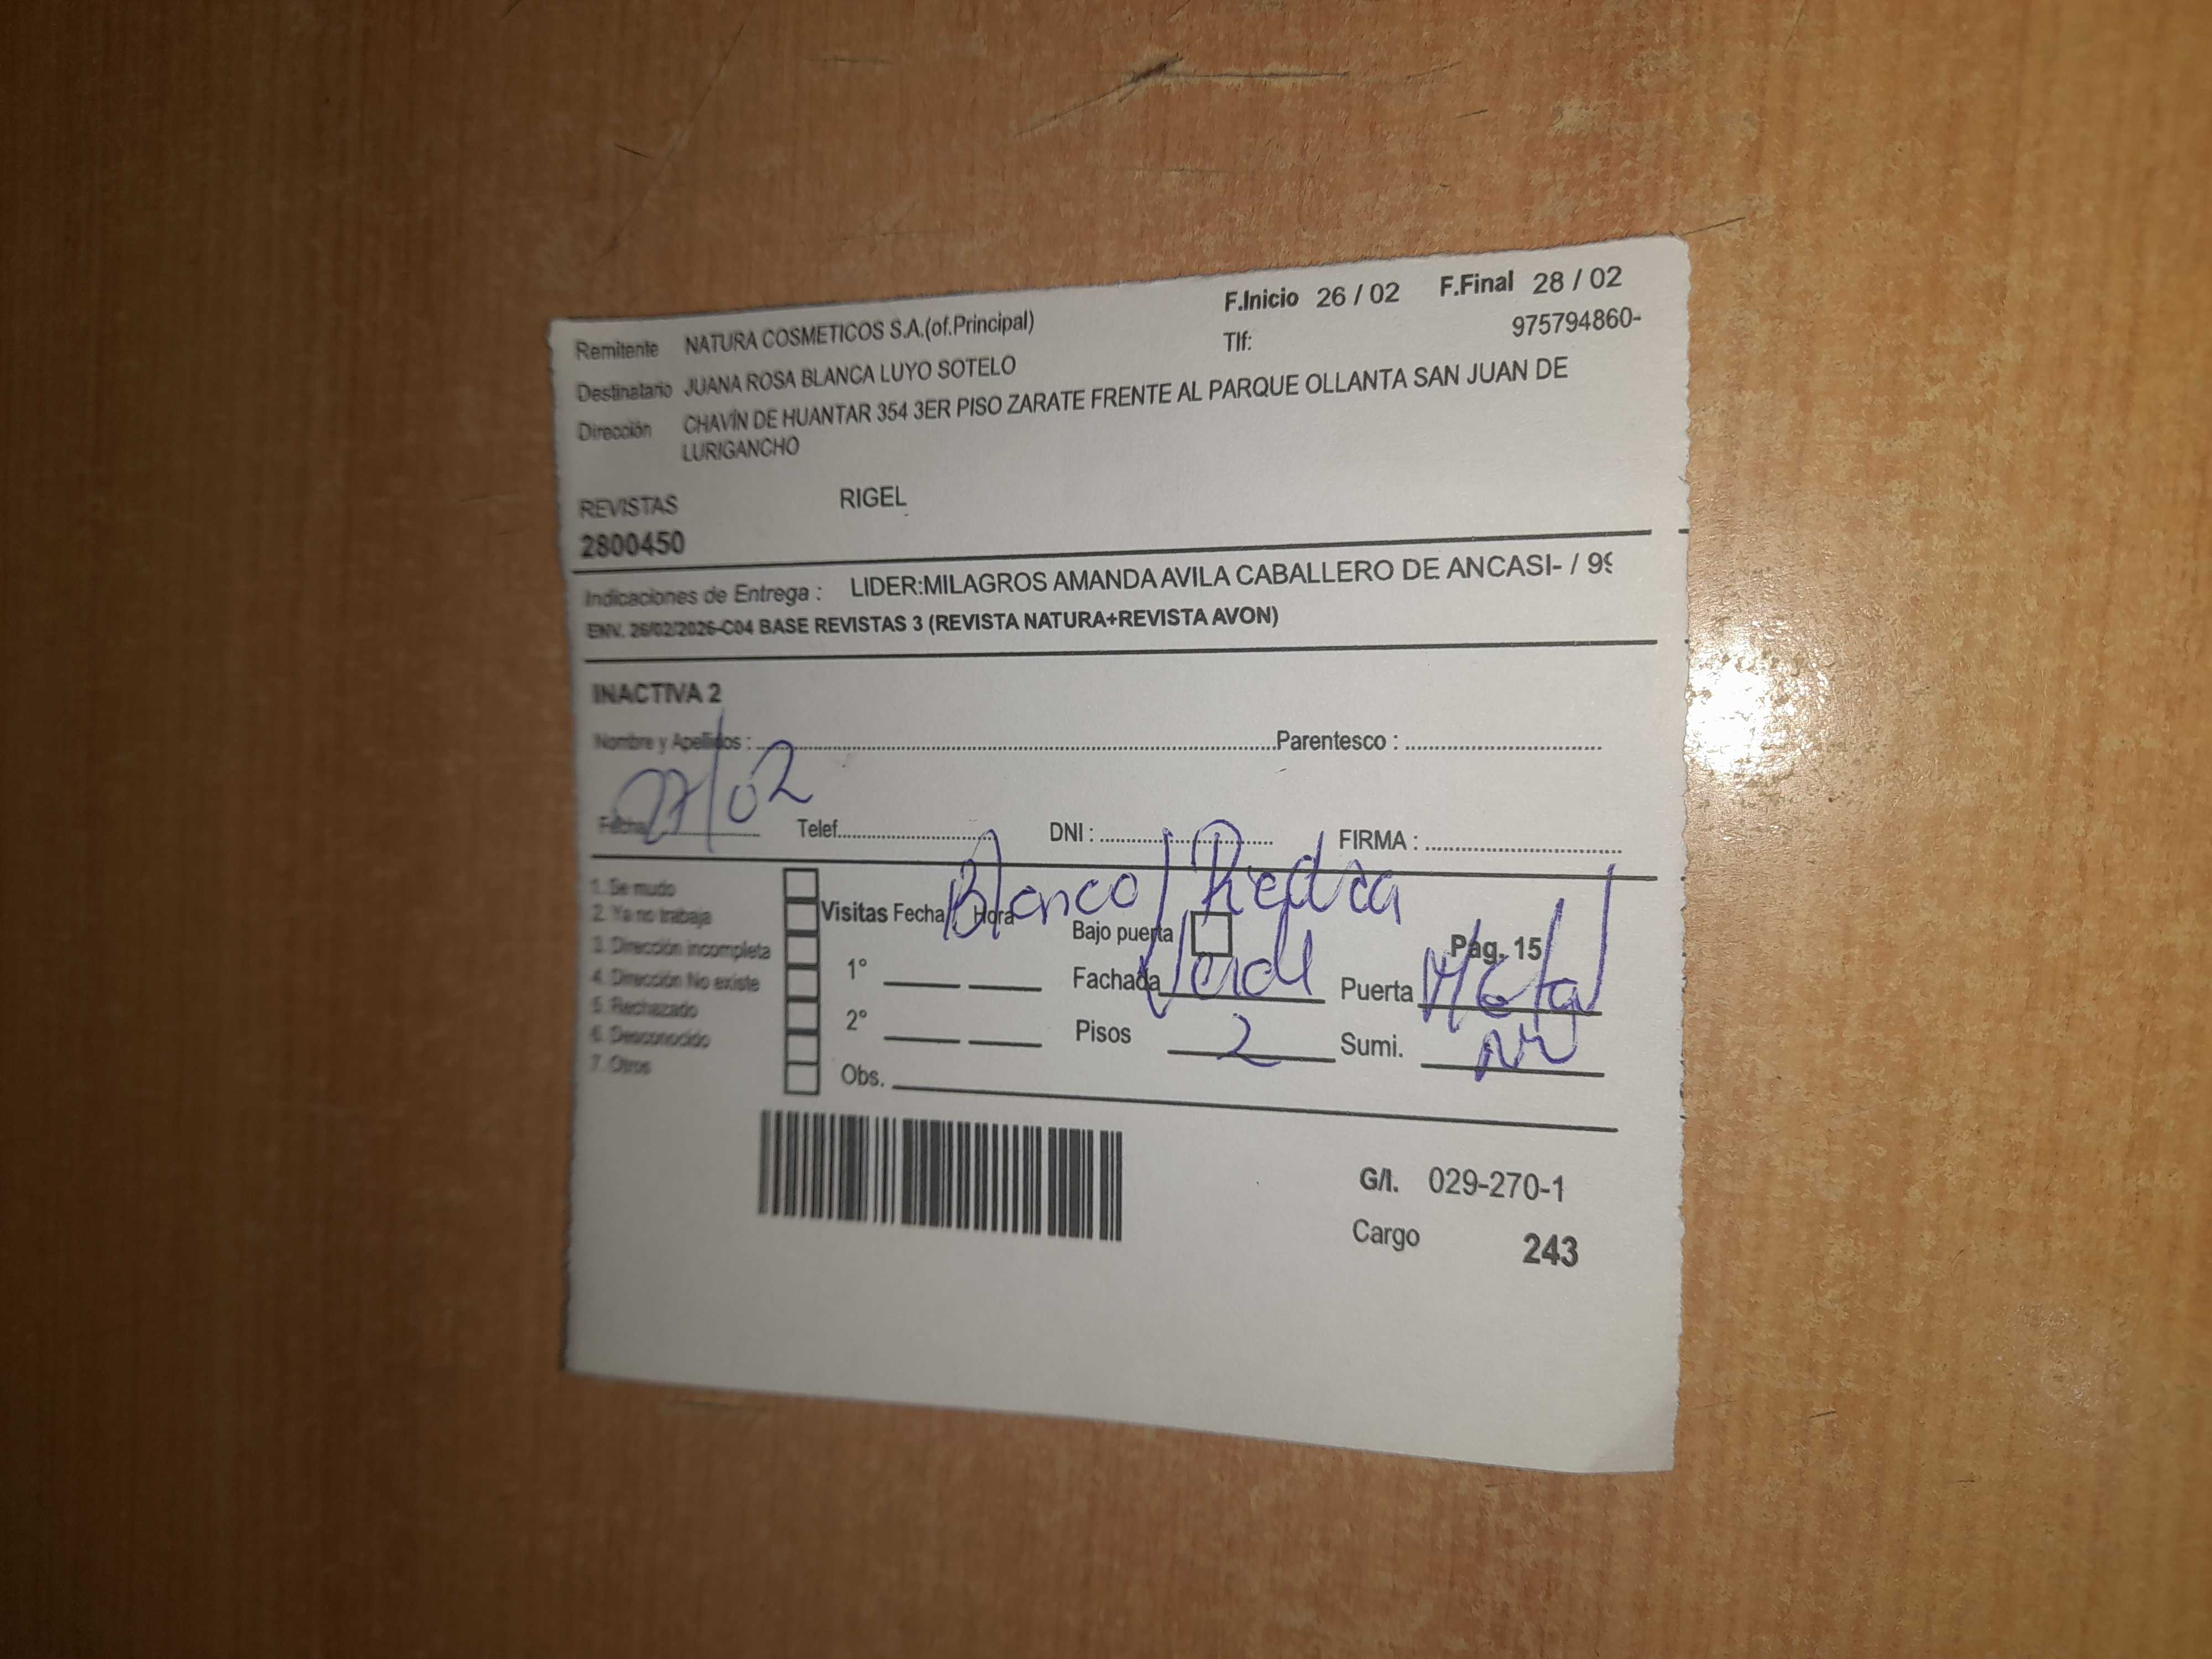 F.Inicio 26 / 02 F.Final 28 / 02
Remitente NATURA COSMETICOS S.A.(of.Principal) Tlf: 975794860-
Destinatario JUANA ROSA BLANCA LUYO SOTELO
Dirección CHAVÍN DE HUANTAR 354 3ER PISO ZARATE FRENTE AL PARQUE OLLANTA SAN JUAN DE
LURIGANCHO
REVISTAS RIGEL
2800450
Indicaciones de Entrega : LIDER:MILAGROS AMANDA AVILA CABALLERO DE ANCASI- / 99
ENV. 26/02/2026-C04 BASE REVISTAS 3 (REVISTA NATURA+REVISTA AVON)
INACTIVA 2
Nombre y Apellidos : Parentesco :
27/02
Fecha Telef. DNI : FIRMA :
Blanco/Piedra
1. Se mudo
2. Ya no trabaja Visitas Fecha Hora Bajo puerta Pág. 15
3. Dirección incompleta 1° Fachada Verde Puerta Metal
4. Dirección No existe
5. Rechazado 2° Pisos 2 Sumi.
6. Desconocido
7. Otros Obs.
G/I. 029-270-1
Cargo 243